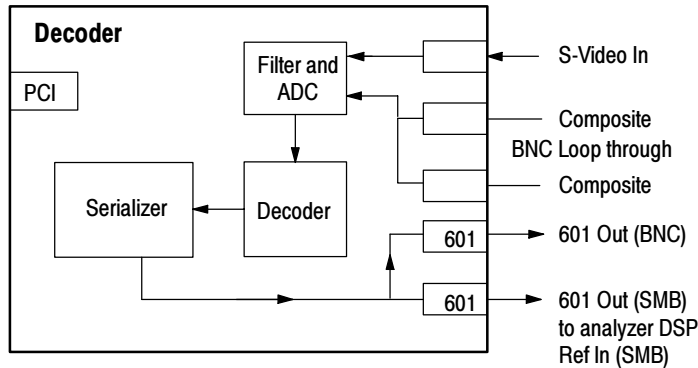 Decoder
PCI
Filter and
ADC
S-Video In
Composite
BNC Loop through
Composite
Serializer
Decoder
601
601 Out (BNC)
601
601 Out (SMB)
to analyzer DSP
Ref In (SMB)